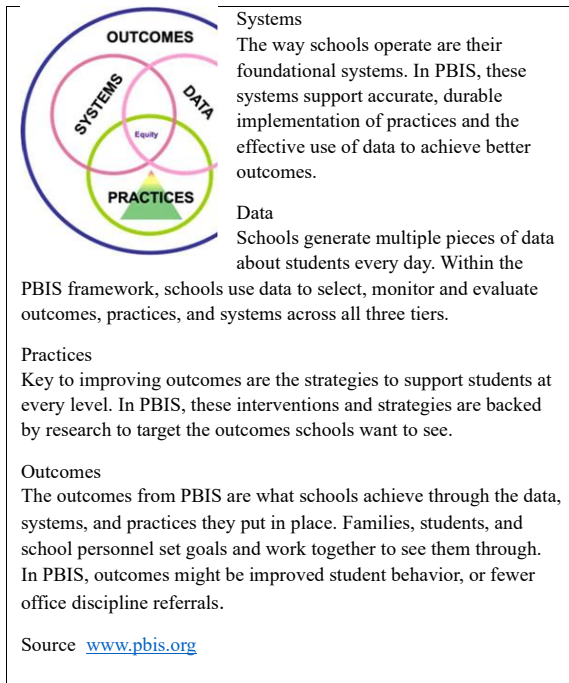 OUTCOMES
SYSTEMS
DATA
Equity
PRACTICES
Systems
The way schools operate are their
foundational systems. In PBIS, these
systems support accurate, durable
implementation of practices and the
effective use of data to achieve better
outcomes.
Data
Schools generate multiple pieces of data
about students every day. Within the
PBIS framework, schools use data to select, monitor and evaluate
outcomes, practices, and systems across all three tiers.
Practices
Key to improving outcomes are the strategies to support students at
every level. In PBIS, these interventions and strategies are backed
by research to target the outcomes schools want to see.
Outcomes
The outcomes from PBIS are what schools achieve through the data,
systems, and practices they put in place. Families, students, and
school personnel set goals and work together to see them through.
In PBIS, outcomes might be improved student behavior, or fewer
office discipline referrals.
Source www.pbis.org